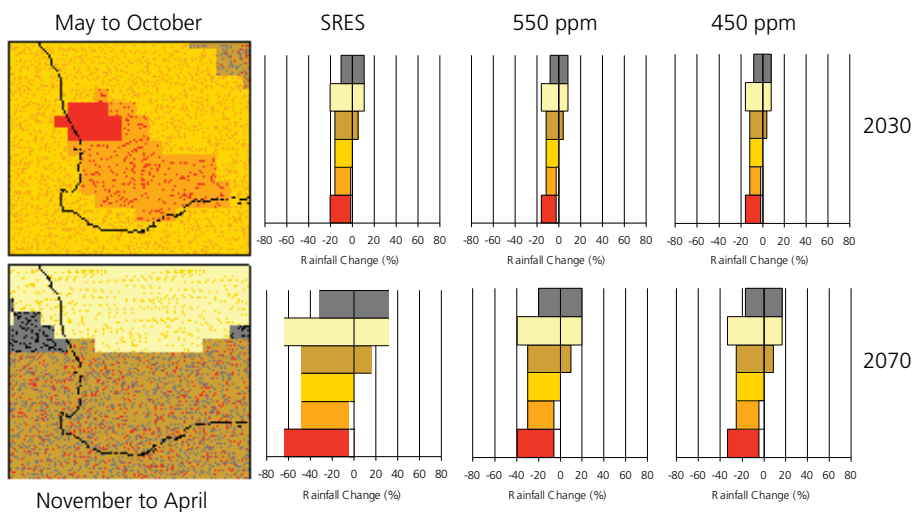 May to October SRES 550 ppm 450 ppm
2030
-80 -60 -40 -20 0 20 40 60 80 -80 -60 -40 -20 0 20 40 60 80 -80 -60 -40 -20 0 20 40 60 80
Rainfall Change (%) Rainfall Change (%) Rainfall Change (%)
2070
-80 -60 -40 -20 0 20 40 60 80 -80 -60 -40 -20 0 20 40 60 80 -80 -60 -40 -20 0 20 40 60 80
Rainfall Change (%) Rainfall Change (%) Rainfall Change (%)
November to April